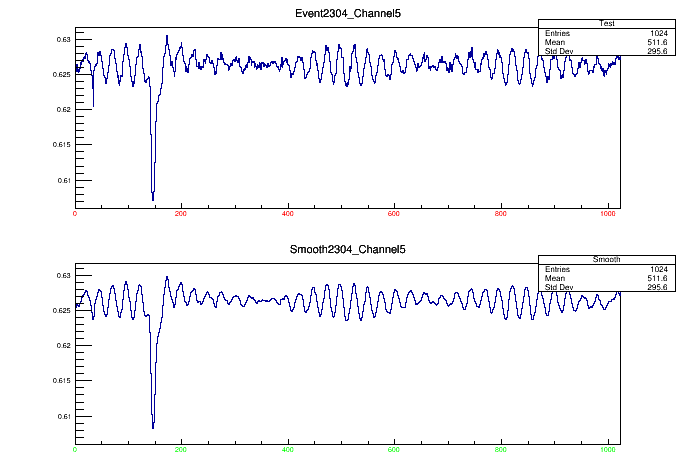 Event2304_Channel5
Test
Entries 1024
Mean 511.6
Std Dev 295.6
0.63
0.625
0.62
0.615
0.61
0 200 400 600 800 1000
Smooth2304_Channel5
Smooth
Entries 1024
Mean 511.6
Std Dev 295.6
0.63
0.625
0.62
0.615
0.61
0 200 400 600 800 1000